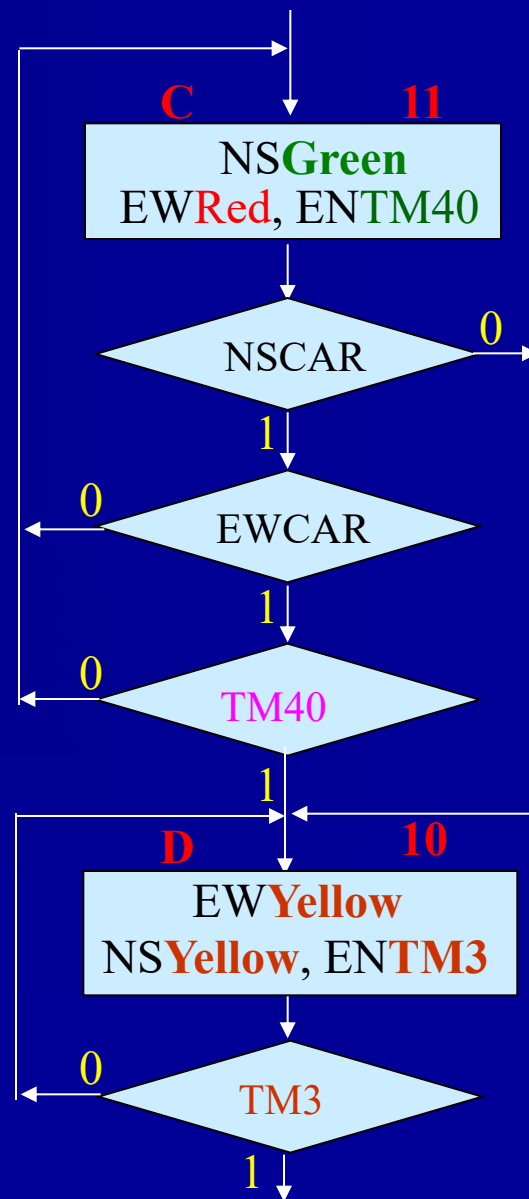 C 11
NSGreen
EWRed, ENTM40
0
NSCAR
1
0
EWCAR
1
0
TM40
1
D 10
EWYellow
NSYellow, ENTM3
0
TM3
1